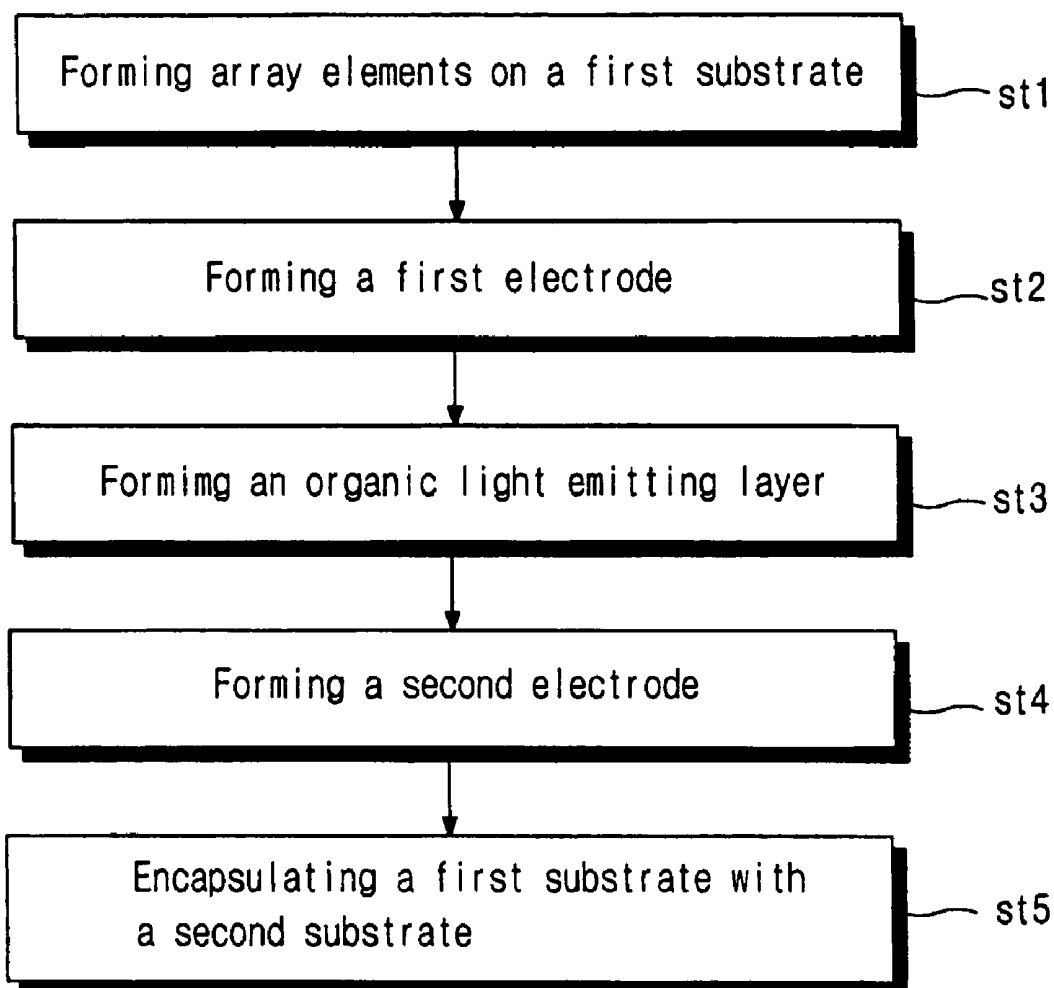 Forming array elements on a first substrate
st1
Forming a first electrode
st2
Formimg an organic light emitting layer
st3
Forming a second electrode
st4
Encapsulating a first substrate with
a second substrate
st5